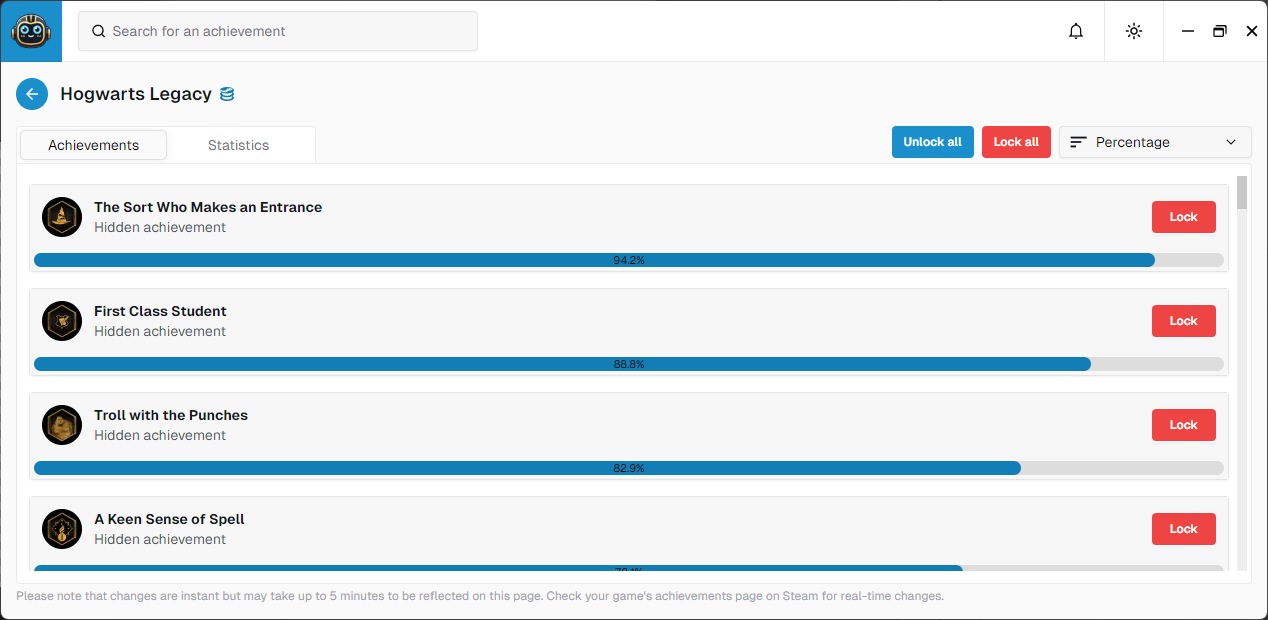 Search for an achievement
Hogwarts Legacy
Achievements
Statistics
Unlock all
Lock all
Percentage
The Sort Who Makes an Entrance
Hidden achievement
Lock
94.2%
First Class Student
Hidden achievement
Lock
88.8%
Troll with the Punches
Hidden achievement
Lock
82.9%
A Keen Sense of Spell
Hidden achievement
Lock
Please note that changes are instant but may take up to 5 minutes to be reflected on this page. Check your game's achievements page on Steam for real-time changes.